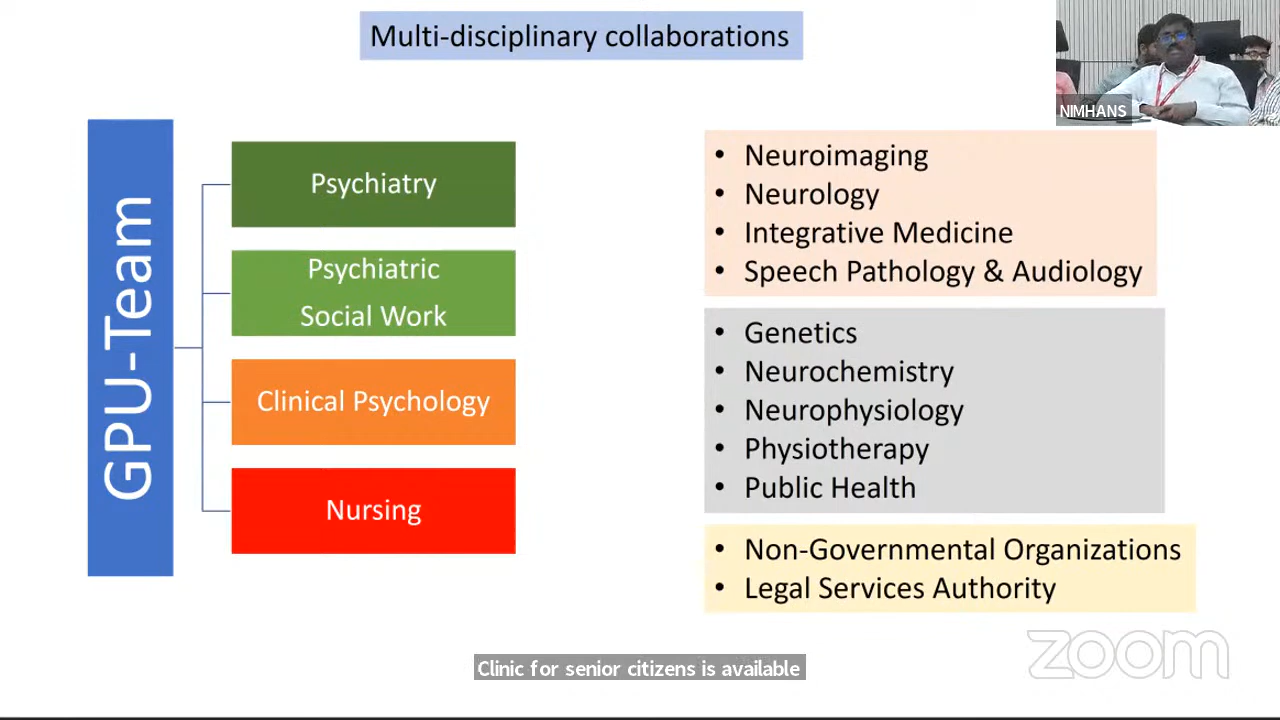 Multi-disciplinary collaborations
NIMHANS
GPU-Team
Psychiatry
Psychiatric
Social Work
Clinical Psychology
Nursing
• Neuroimaging
• Neurology
• Integrative Medicine
• Speech Pathology & Audiology
• Genetics
• Neurochemistry
• Neurophysiology
• Physiotherapy
• Public Health
• Non-Governmental Organizations
• Legal Services Authority
zoom
Clinic for senior citizens is available